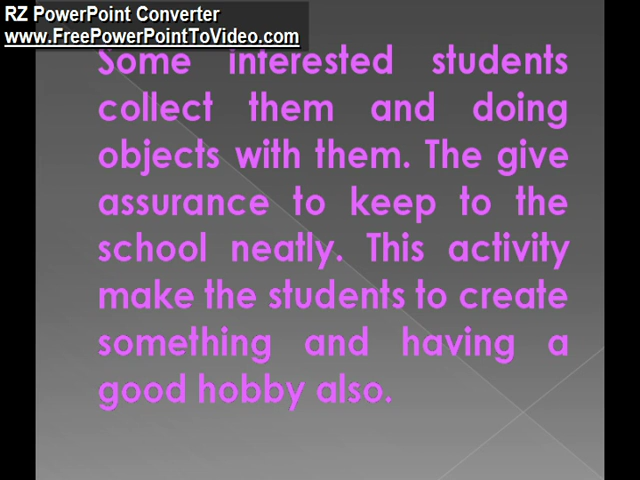 RZ PowerPoint Converter
www.FreePowerPointToVideo.com
Some interested students
collect them and doing
objects with them. The give
assurance to keep to the
school neatly. This activity
make the students to create
something and having a
good hobby also.